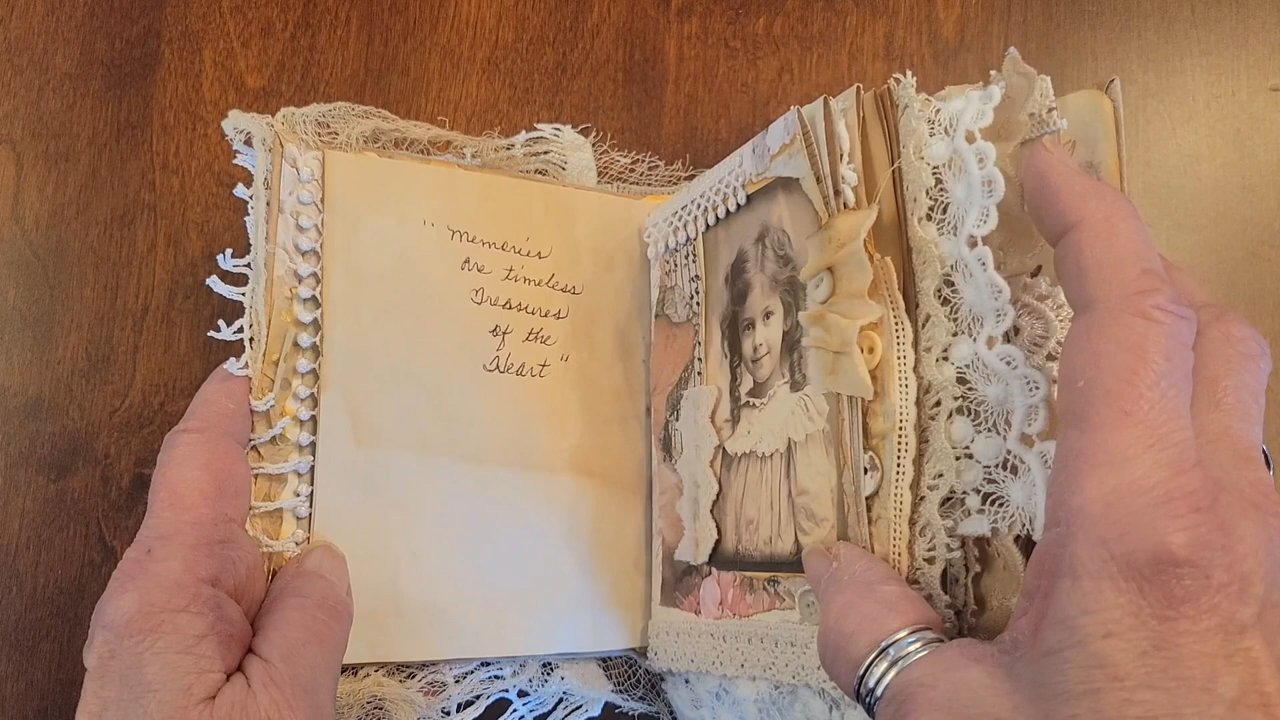 "Memories
Are timeless
Treasures
of the
Heart"